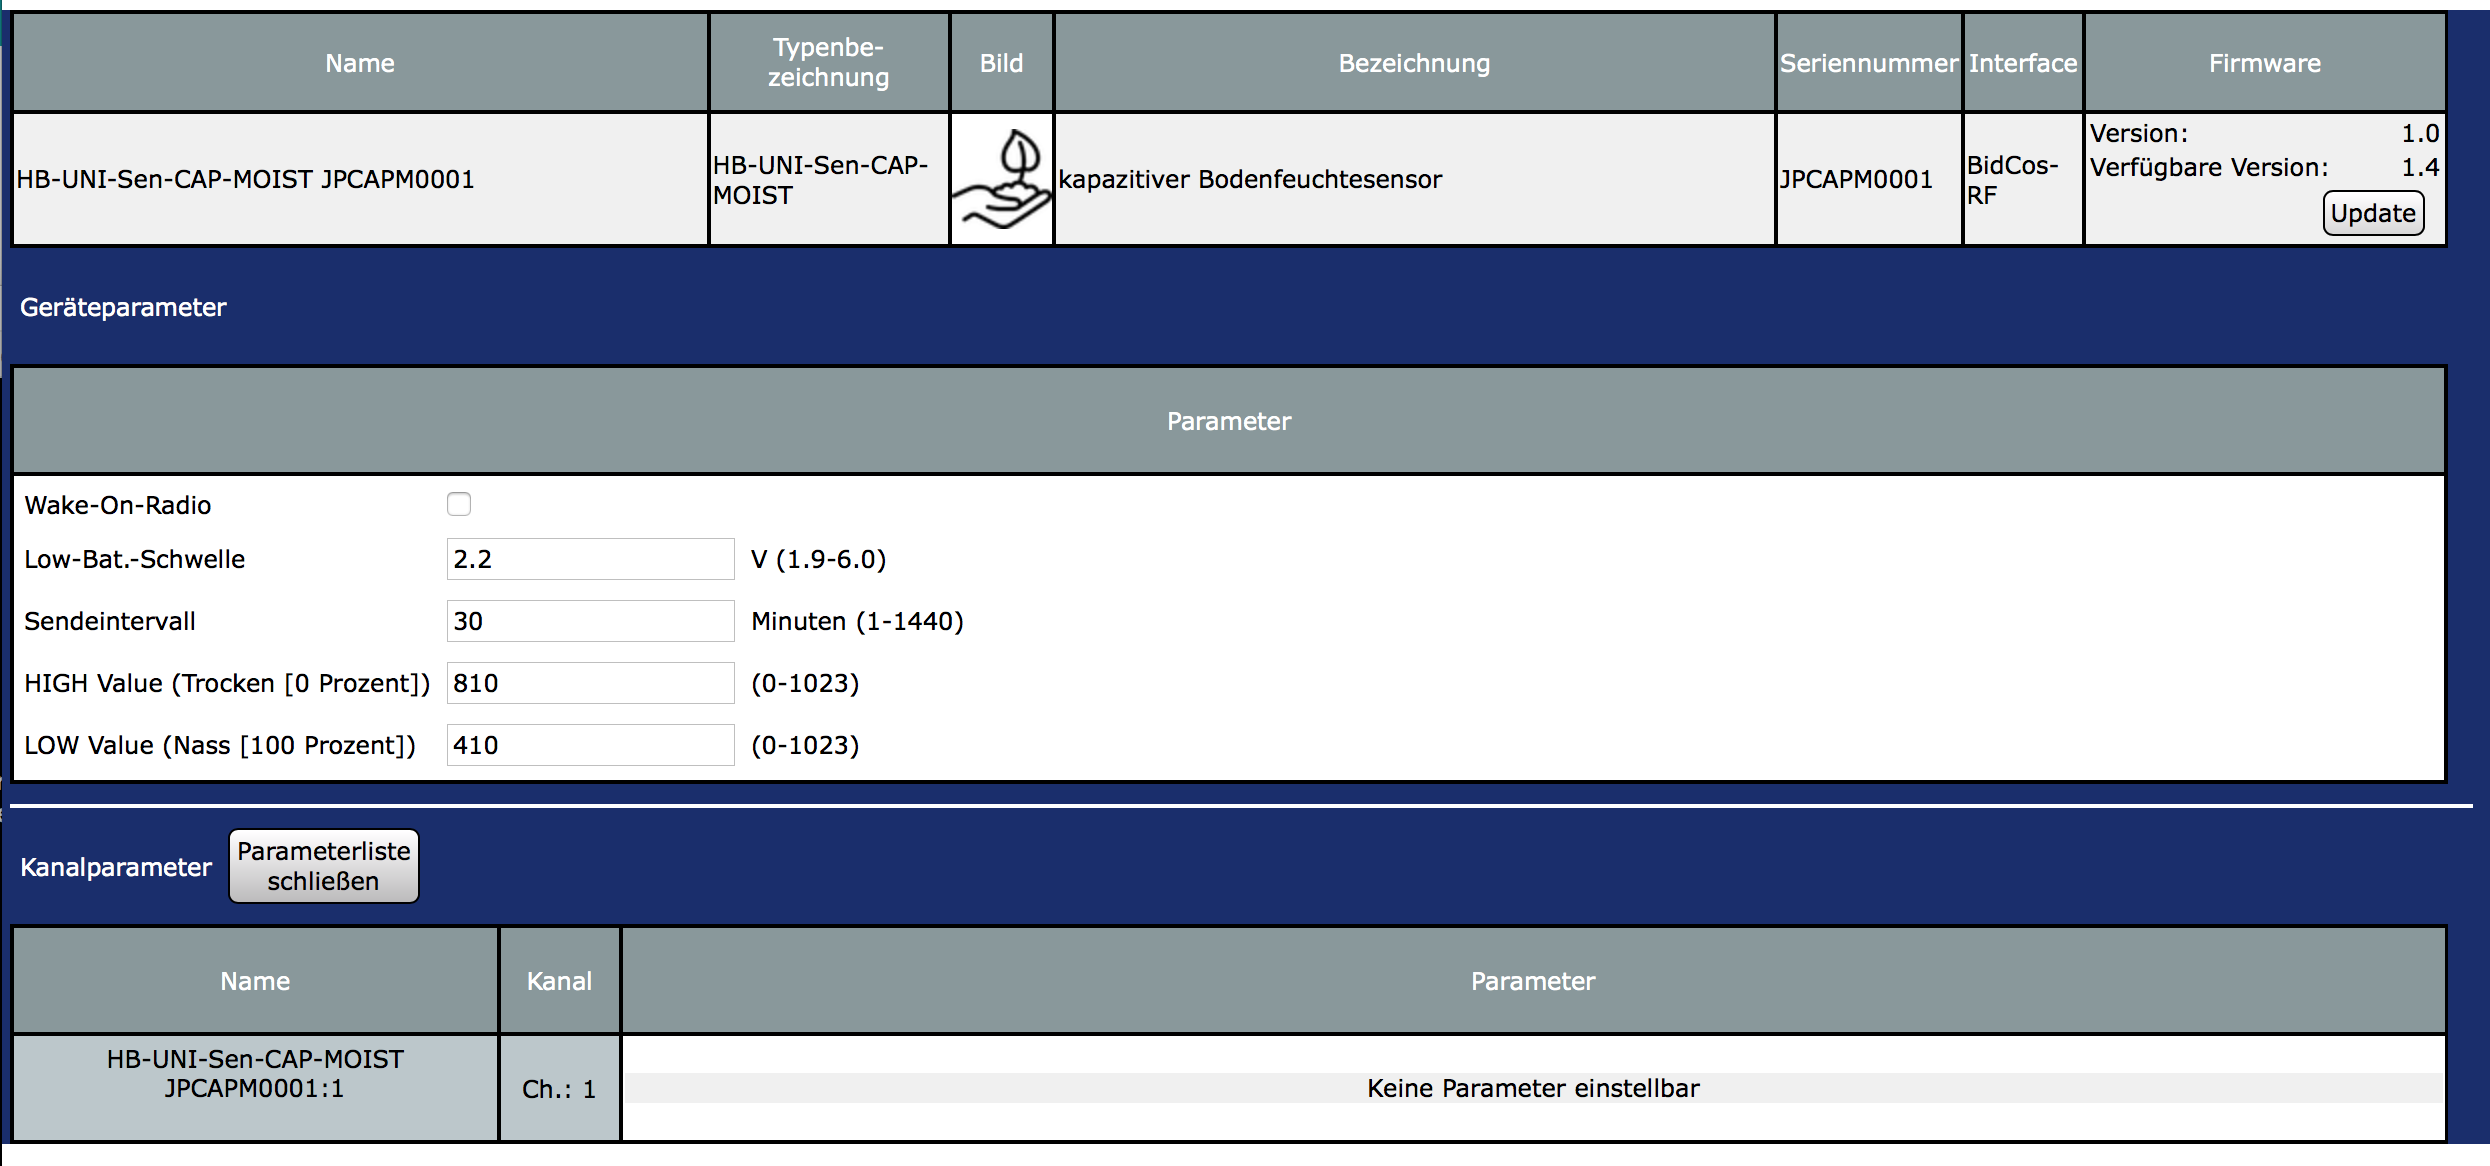 Name
Typenbe-
zeichnung
Bild
Bezeichnung
Seriennummer
Interface
Firmware
HB-UNI-Sen-CAP-MOIST JPCAPM0001
HB-UNI-Sen-CAP-
MOIST
kapazitiver Bodenfeuchtesensor
JPCAPM0001
BidCos-
RF
Version: 1.0
Verfügbare Version: 1.4
Update
Geräteparameter
Parameter
Wake-On-Radio
Low-Bat.-Schwelle 2.2 V (1.9-6.0)
Sendeintervall 30 Minuten (1-1440)
HIGH Value (Trocken [0 Prozent]) 810 (0-1023)
LOW Value (Nass [100 Prozent]) 410 (0-1023)
Kanalparameter
Parameterliste
schließen
Name
Kanal
Parameter
HB-UNI-Sen-CAP-MOIST
JPCAPM0001:1
Ch.: 1
Keine Parameter einstellbar